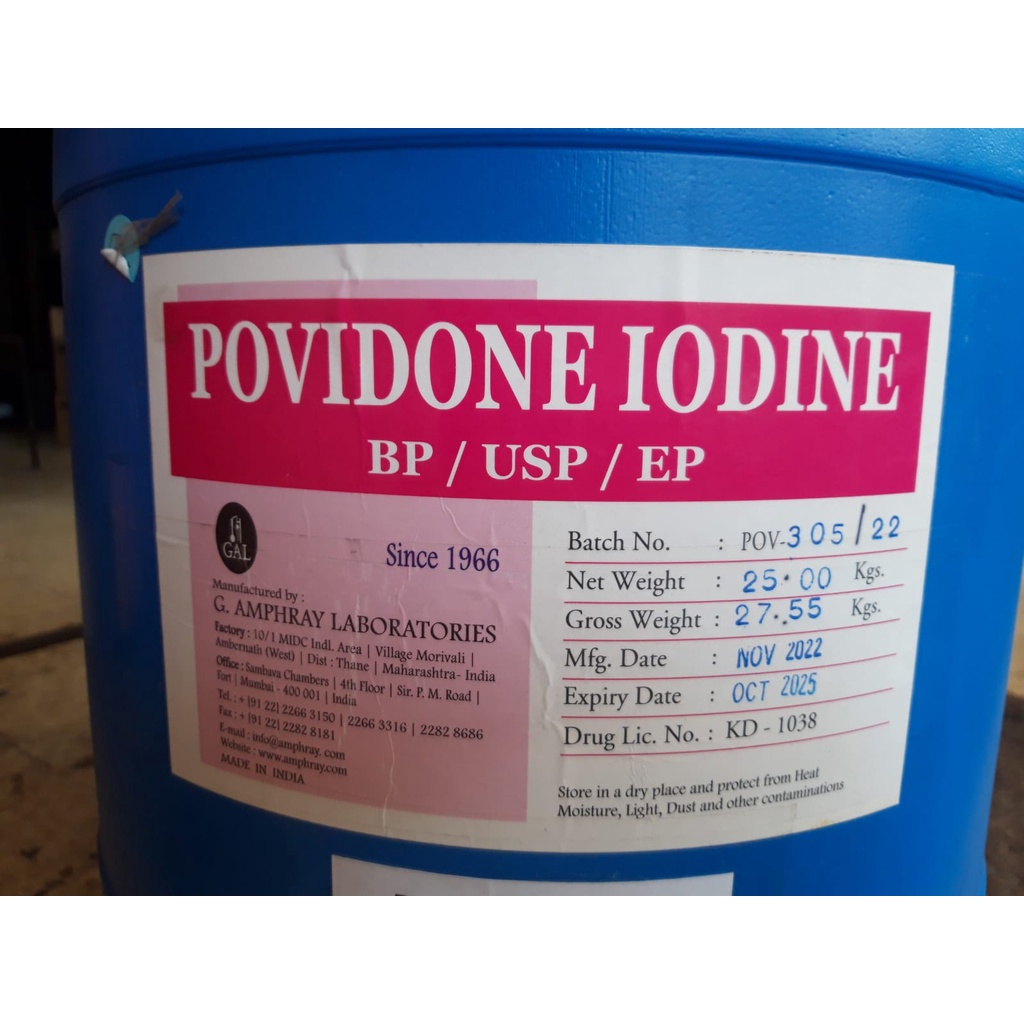 POVIDONE IODINE
BP / USP / EP
GAL
Since 1966
Manufactured by :
G. AMPHRAY LABORATORIES
Factory : 10/1 MIDC Indl. Area | Village Morivali |
Ambernath (West) | Dist : Thane | Maharashtra- India
Office : Sambava Chambers | 4th Floor | Sir. P. M. Road |
Fort | Mumbai - 400 001 | India
Tel. : + [91 22] 2266 3150 | 2266 3316 | 2282 8686
Fax : + [91 22] 2282 8181
E-mail : info@amphray. com
Website : www.amphray.com
MADE IN INDIA
Batch No. : POV-305/22
Net Weight : 25.00 Kgs.
Gross Weight : 27.55 Kgs.
Mfg. Date : NOV 2022
Expiry Date : OCT 2025
Drug Lic. No. : KD - 1038
Store in a dry place and protect from Heat
Moisture, Light, Dust and other contaminations